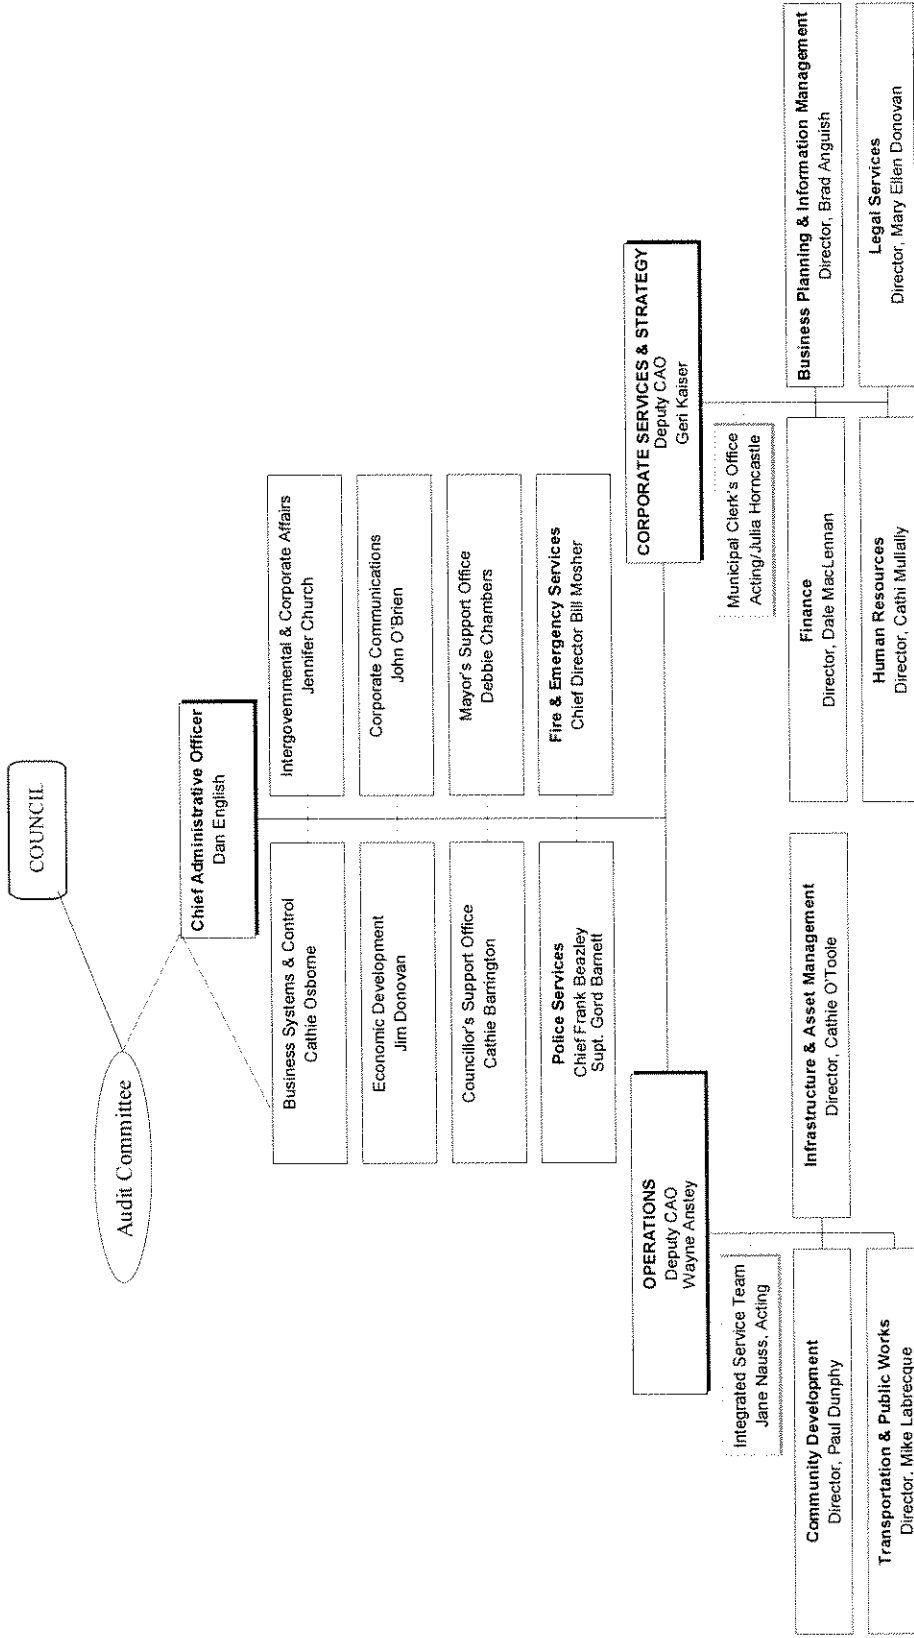 COUNCIL
Audit Committee
Chief Administrative Officer
Dan English
Business Systems & Control
Cathie Osborne
Intergovernmental & Corporate Affairs
Jennifer Church
Economic Development
Jim Donovan
Corporate Communications
John O'Brien
Councillor's Support Office
Cathie Barrington
Mayor's Support Office
Debbie Chambers
Police Services
Chief Frank Beazley
Supt. Gord Barnett
Fire & Emergency Services
Chief Director Bill Mosher
OPERATIONS
Deputy CAO
Wayne Anstey
CORPORATE SERVICES & STRATEGY
Deputy CAO
Geri Kaiser
Integrated Service Team
Jane Nauss, Acting
Municipal Clerk's Office
Acting/Julia Horncastle
Community Development
Director, Paul Dunphy
Infrastructure & Asset Management
Director, Cathie O'Toole
Finance
Director, Dale MacLennan
Business Planning & Information Management
Director, Brad Anguish
Transportation & Public Works
Director, Mike Labrecque
Human Resources
Director, Cathi Mullally
Legal Services
Director, Mary Ellen Donovan